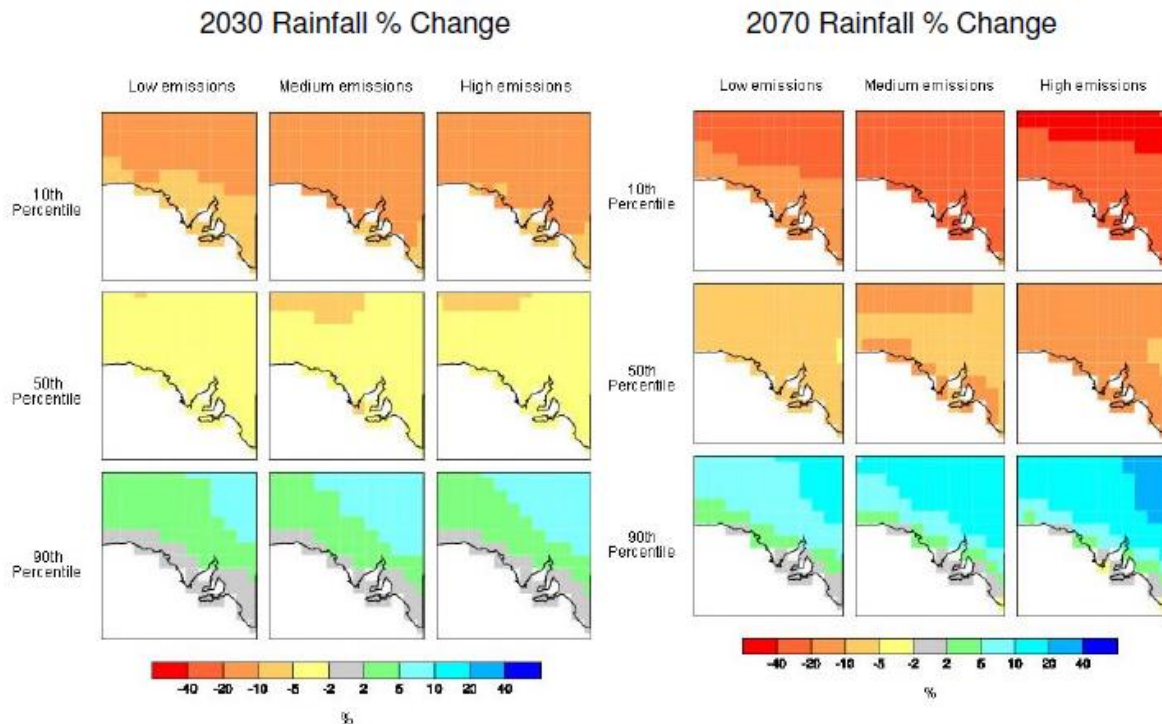 2030 Rainfall % Change
Low emissions Medium emissions High emissions
10th
Percentile
50th
Percentile
90th
Percentile
-40 -20 -10 -5 -2 2 5 10 20 40
%
2070 Rainfall % Change
Low emissions Medium emissions High emissions
10th
Percentile
50th
Percentile
90th
Percentile
-40 -20 -10 -5 -2 2 5 10 20 40
%